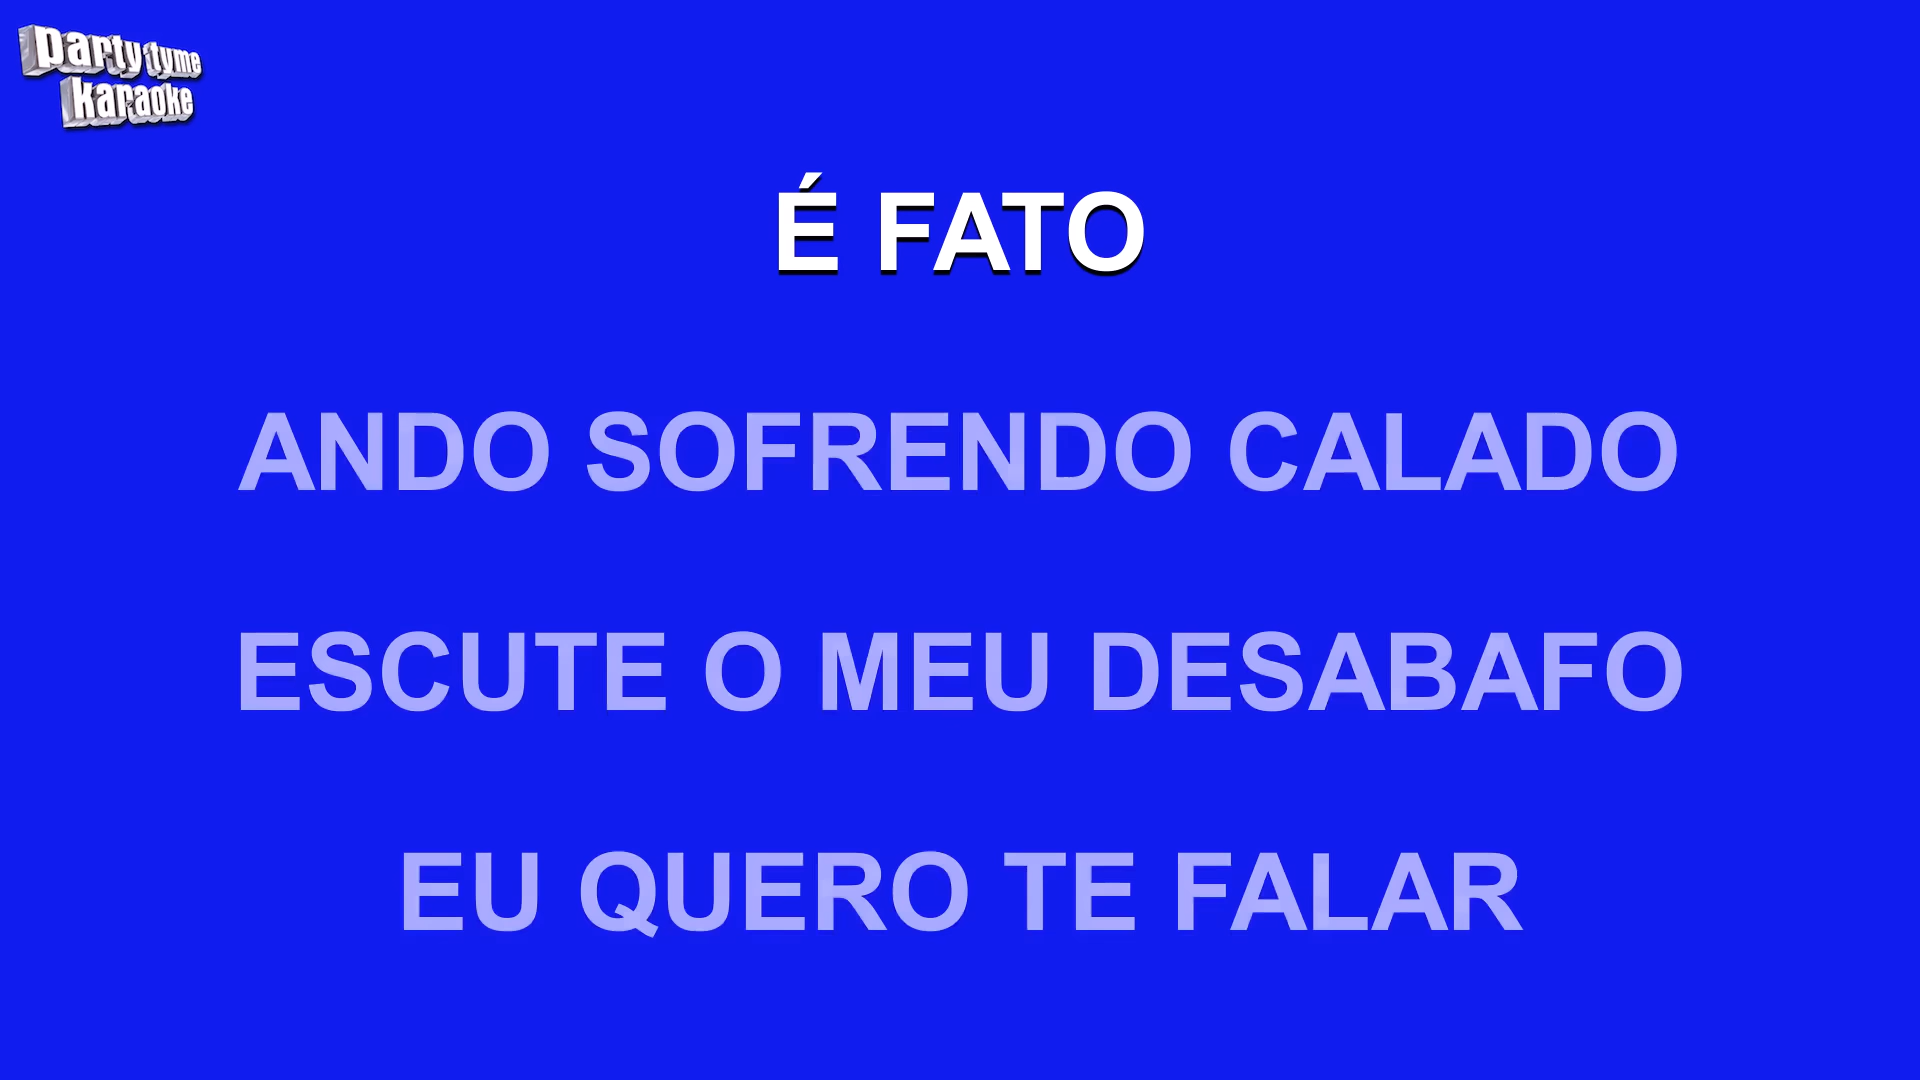 party tyme
karaoke
É FATO
ANDO SOFRENDO CALADO
ESCUTE O MEU DESABAFO
EU QUERO TE FALAR